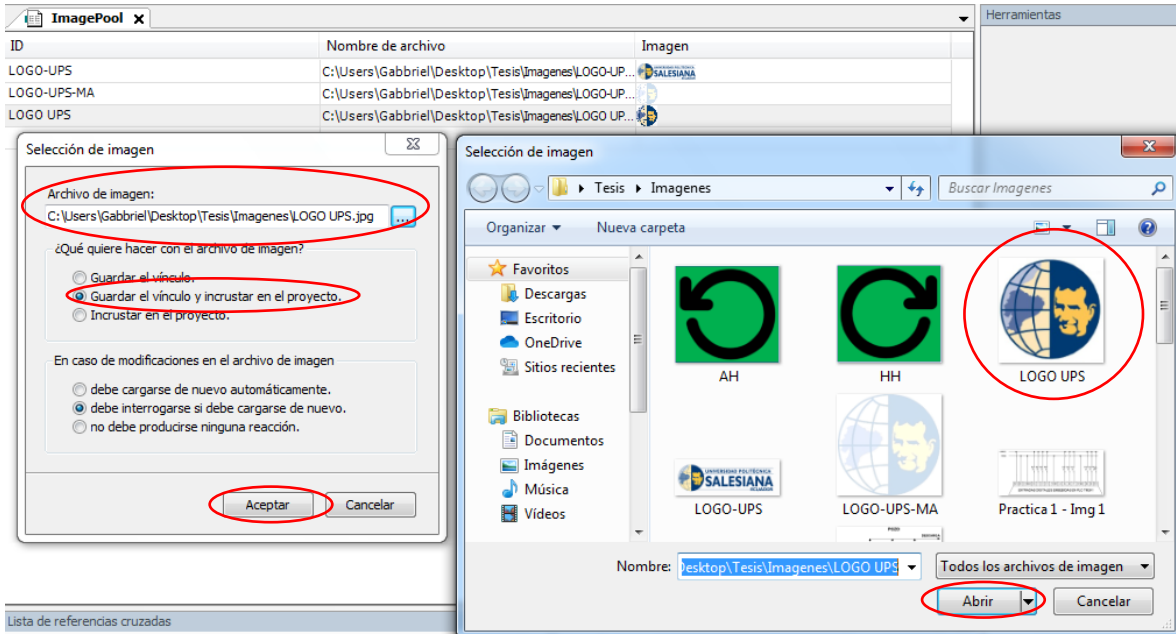 ImagePool X
Herramientas
ID Nombre de archivo Imagen
LOGO-UPS C:\Users\Gabbriel\Desktop\Tesis\Imagenes\LOGO-UP... SALESIANA
LOGO-UPS-MA C:\Users\Gabbriel\Desktop\Tesis\Imagenes\LOGO-UP...
LOGO UPS C:\Users\Gabbriel\Desktop\Tesis\Imagenes\LOGO UP...
Selección de imagen
Archivo de imagen:
C:\Users\Gabbriel\Desktop\Tesis\Imagenes\LOGO UPS.jpg ...
¿Qué quiere hacer con el archivo de imagen?
Guardar el vínculo.
Guardar el vínculo y incrustar en el proyecto.
Incrustar en el proyecto.
En caso de modificaciones en el archivo de imagen
debe cargarse de nuevo automáticamente.
debe interrogarse si debe cargarse de nuevo.
no debe producirse ninguna reacción.
Aceptar Cancelar
Selección de imagen
Tesis Imagenes
Buscar Imagenes
Organizar Nueva carpeta
Favoritos
Descargas
Escritorio
OneDrive
Sitios recientes
Bibliotecas
Documentos
Imágenes
Música
Vídeos
AH HH LOGO UPS
UNIVERSIDAD POLITÉCNICA
SALESIANA
LOGO-UPS LOGO-UPS-MA Practica 1 - Img 1
Nombre: Desktop\Tesis\Imagenes\LOGO UPS Todos los archivos de imagen
Abrir Cancelar
Lista de referencias cruzadas